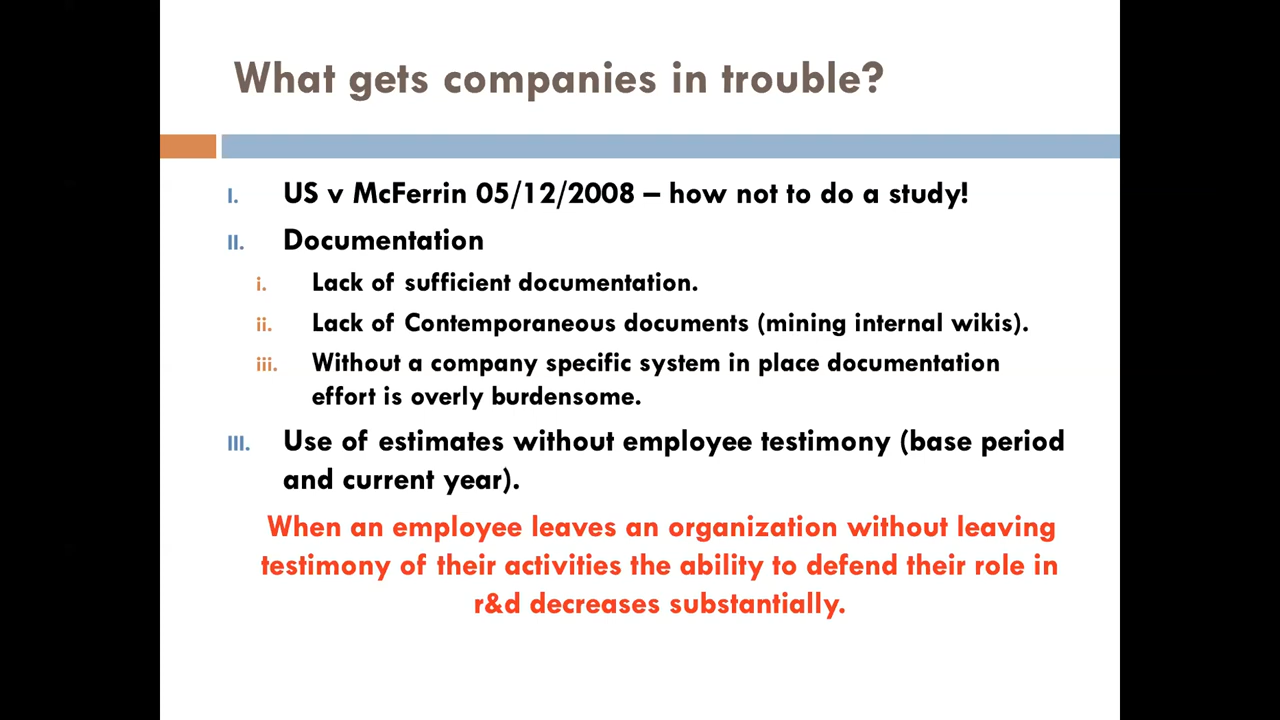 What gets companies in trouble?
I. US v McFerrin 05/12/2008 – how not to do a study!
II. Documentation
i. Lack of sufficient documentation.
ii. Lack of Contemporaneous documents (mining internal wikis).
iii. Without a company specific system in place documentation
effort is overly burdensome.
III. Use of estimates without employee testimony (base period
and current year).
When an employee leaves an organization without leaving
testimony of their activities the ability to defend their role in
r&d decreases substantially.